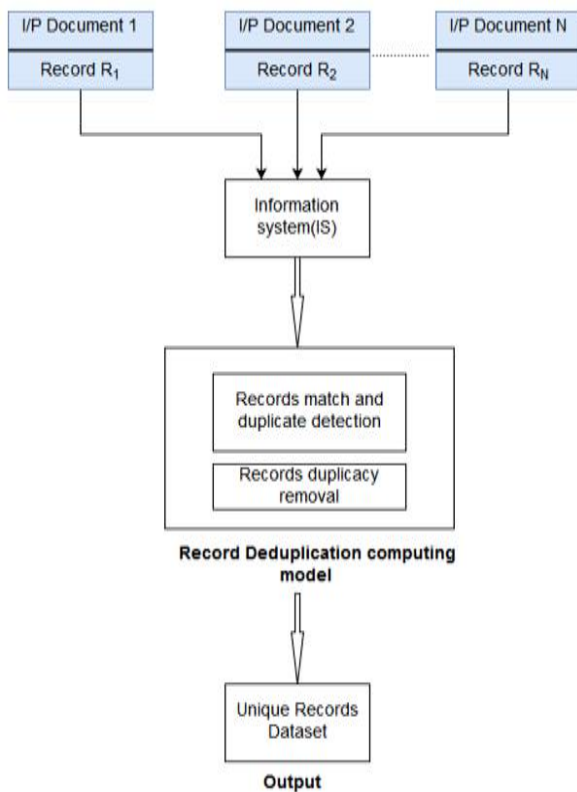 I/P Document 1
I/P Document 2
I/P Document N
Record R₁
Record R₂
Record R_N
Information
system(IS)
Records match and
duplicate detection
Records duplicacy
removal
Record Deduplication computing
model
Unique Records
Dataset
Output